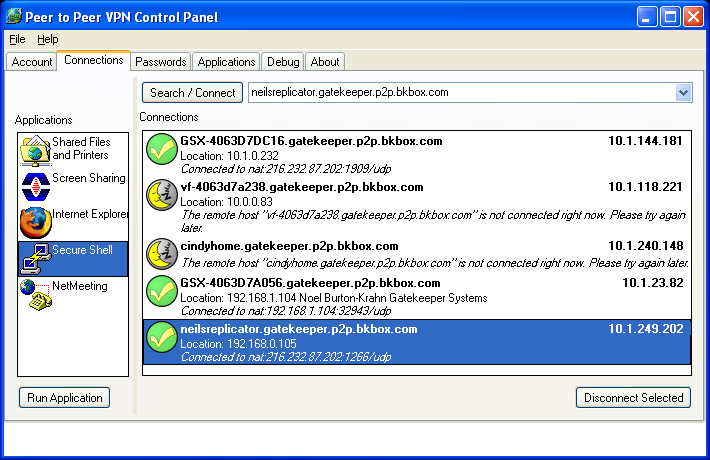 Peer to Peer VPN Control Panel
File Help
Account Connections Passwords Applications Debug About
Search / Connect neilsreplicator.gatekeeper.p2p.bkbox.com
Applications
Connections
Shared Files
and Printers
Screen Sharing
Internet Explorer
Secure Shell
NetMeeting
GSX-4063D7DC16.gatekeeper.p2p.bkbox.com 10.1.144.181
Location: 10.1.0.232
Connected to nat:216.232.87.202:1909/udp
vf-4063d7a238.gatekeeper.p2p.bkbox.com 10.1.118.221
Location: 10.0.0.83
The remote host "vf-4063d7a238.gatekeeper.p2p.bkbox.com" is not connected right now. Please try again
later.
cindyhome.gatekeeper.p2p.bkbox.com 10.1.240.148
The remote host "cindyhome.gatekeeper.p2p.bkbox.com" is not connected right now. Please try again later.
GSX-4063D7A056.gatekeeper.p2p.bkbox.com 10.1.23.82
Location: 192.168.1.104 Noel Burton-Krahn Gatekeeper Systems
Connected to nat:192.168.1.104:32943/udp
neilsreplicator.gatekeeper.p2p.bkbox.com 10.1.249.202
Location: 192.168.0.105
Connected to nat:216.232.87.202:1266/udp
Run Application
Disconnect Selected